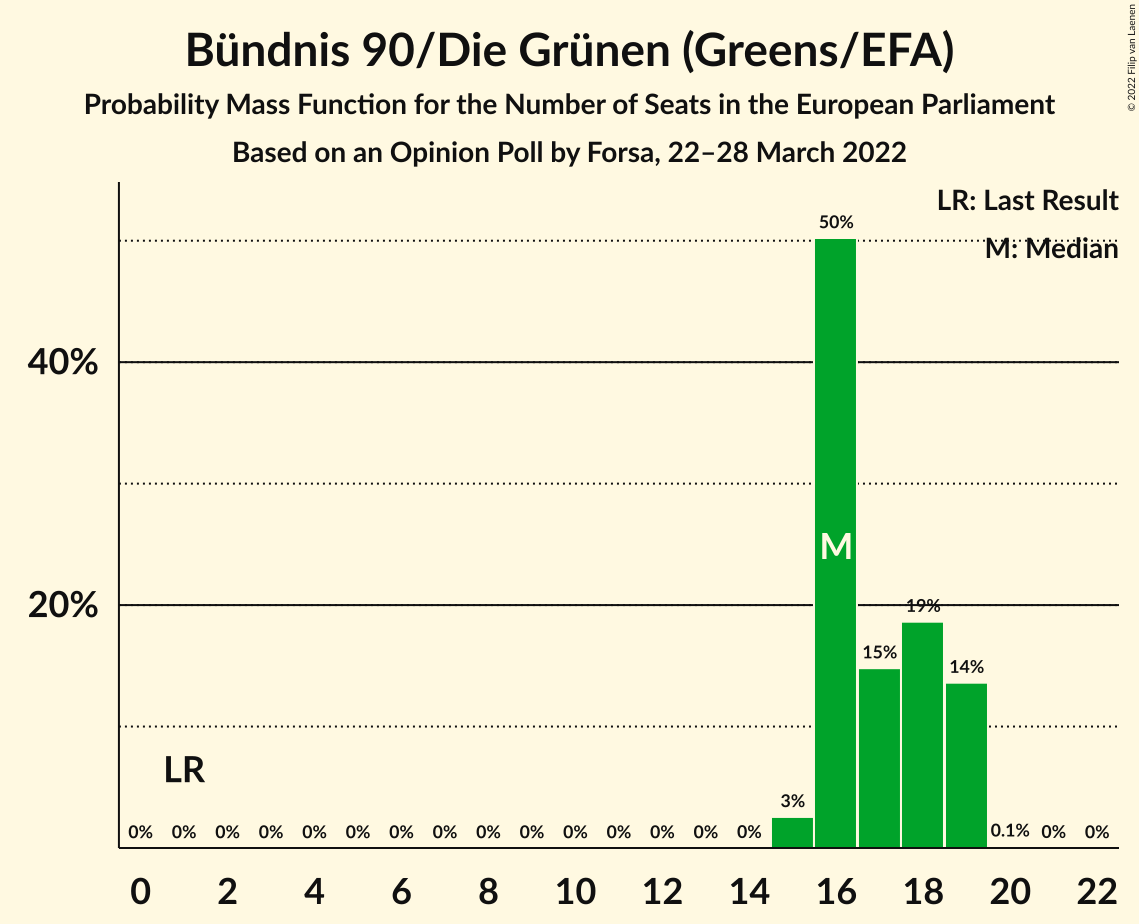 Bündnis 90/Die Grünen (Greens/EFA)
Probability Mass Function for the Number of Seats in the European Parliament
Based on an Opinion Poll by Forsa, 22–28 March 2022
© 2022 Filip van Laenen
LR: Last Result
M: Median
50%
40%
M
20%
19%
15%
14%
LR
3%
0% 0% 0% 0% 0% 0% 0% 0% 0% 0% 0% 0% 0% 0% 0% 0.1% 0% 0%
0 2 4 6 8 10 12 14 16 18 20 22